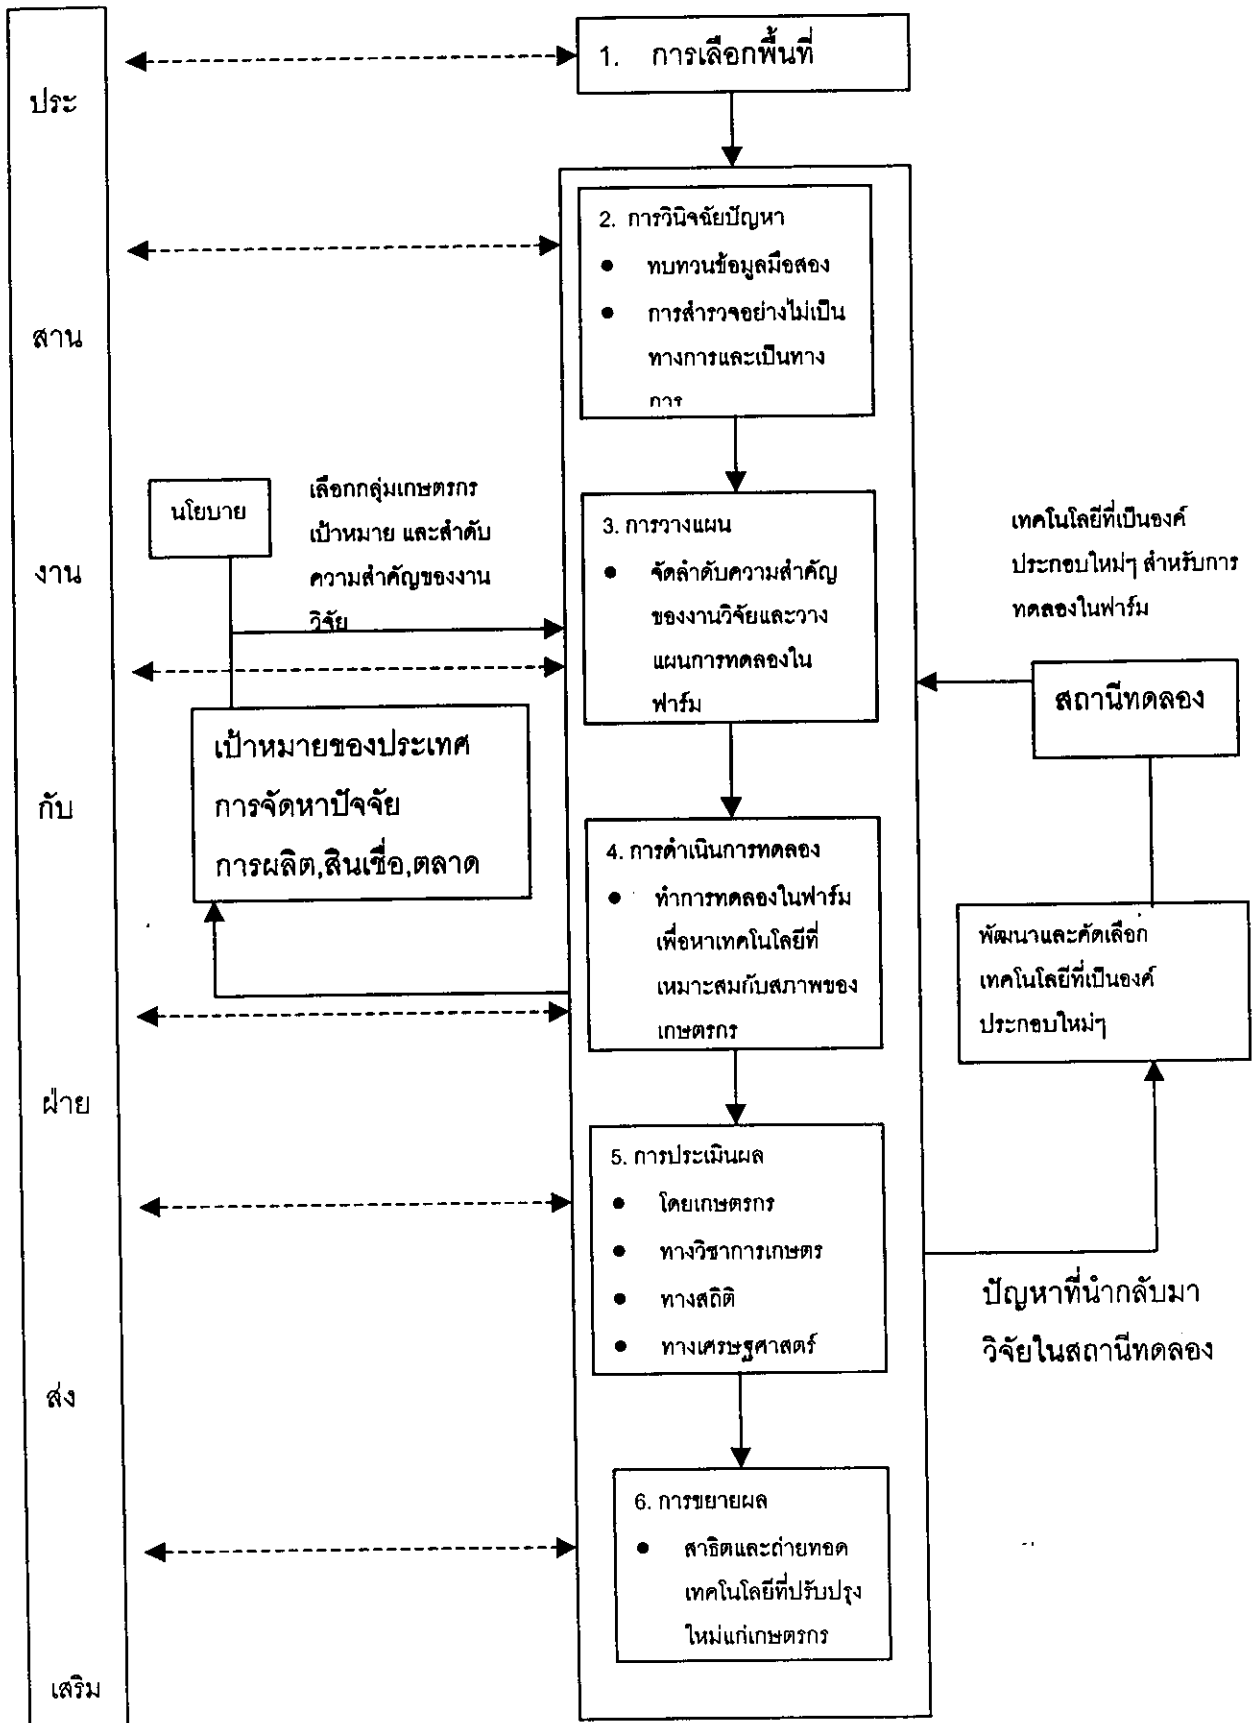 ประ
สาน
งาน
กับ
ฝ่าย
ส่ง
เสริม
1. การเลือกพื้นที่
2. การวินิจฉัยปัญหา
● ทบทวนข้อมูลมือสอง
● การสำรวจอย่างไม่เป็น
ทางการและเป็นทาง
การ
นโยบาย
เลือกกลุ่มเกษตรกร
เป้าหมาย และลำดับ
ความสำคัญของงาน
วิจัย
เป้าหมายของประเทศ
การจัดหาปัจจัย
การผลิต,สินเชื่อ,ตลาด
3. การวางแผน
● จัดลำดับความสำคัญ
ของงานวิจัยและวาง
แผนการทดลองใน
ฟาร์ม
4. การดำเนินการทดลอง
● ทำการทดลองในฟาร์ม
เพื่อหาเทคโนโลยีที่
เหมาะสมกับสภาพของ
เกษตรกร
5. การประเมินผล
● โดยเกษตรกร
● ทางวิชาการเกษตร
● ทางสถิติ
● ทางเศรษฐศาสตร์
6. การขยายผล
● สาธิตและถ่ายทอด
เทคโนโลยีที่ปรับปรุง
ใหม่แก่เกษตรกร
เทคโนโลยีที่เป็นองค์
ประกอบใหม่ๆ สำหรับการ
ทดลองในฟาร์ม
สถานีทดลอง
พัฒนาและคัดเลือก
เทคโนโลยีที่เป็นองค์
ประกอบใหม่ๆ
ปัญหาที่นำกลับมา
วิจัยในสถานีทดลอง